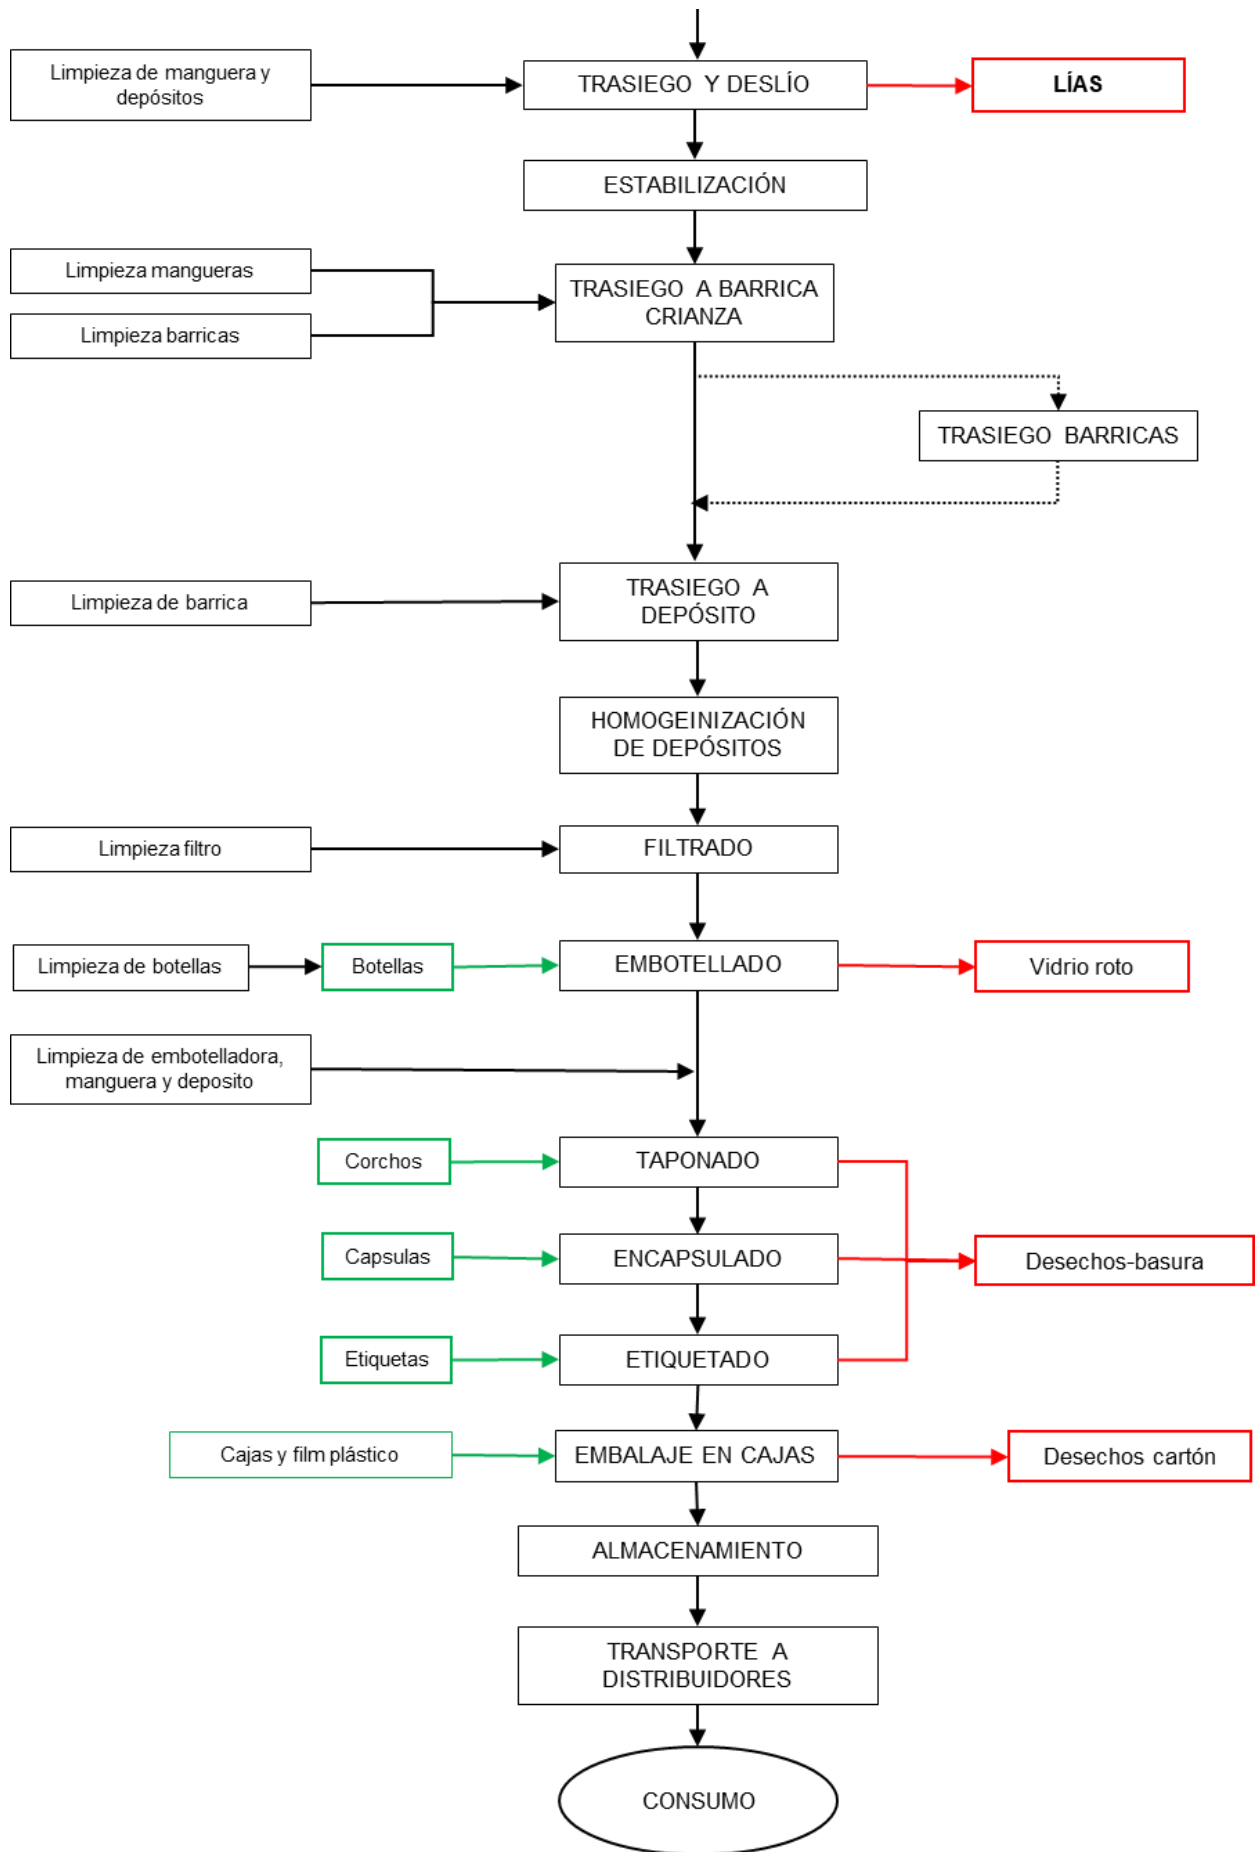 Limpieza de manguera y
depósitos
TRASIEGO Y DESLÍO
LÍAS
ESTABILIZACIÓN
Limpieza mangueras
Limpieza barricas
TRASIEGO A BARRICA
CRIANZA
TRASIEGO BARRICAS
Limpieza de barrica
TRASIEGO A
DEPÓSITO
HOMOGEINIZACIÓN
DE DEPÓSITOS
Limpieza filtro
FILTRADO
Limpieza de botellas
Botellas
EMBOTELLADO
Vidrio roto
Limpieza de embotelladora,
manguera y deposito
Corchos
TAPONADO
Capsulas
ENCAPSULADO
Desechos-basura
Etiquetas
ETIQUETADO
Cajas y film plástico
EMBALAJE EN CAJAS
Desechos cartón
ALMACENAMIENTO
TRANSPORTE A
DISTRIBUIDORES
CONSUMO